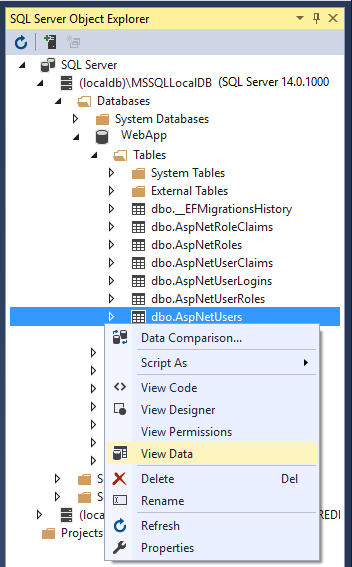 SQL Server Object Explorer
SQL Server
(localdb)\MSSQLLocalDB (SQL Server 14.0.1000
Databases
System Databases
WebApp
Tables
System Tables
External Tables
dbo.__EFMigrationsHistory
dbo.AspNetRoleClaims
dbo.AspNetRoles
dbo.AspNetUserClaims
dbo.AspNetUserLogins
dbo.AspNetUserRoles
dbo.AspNetUsers
Data Comparison...
Script As
View Code
View Designer
View Permissions
View Data
Delete Del
Rename
Refresh
Properties
S
S
(loca
REDI
Projects